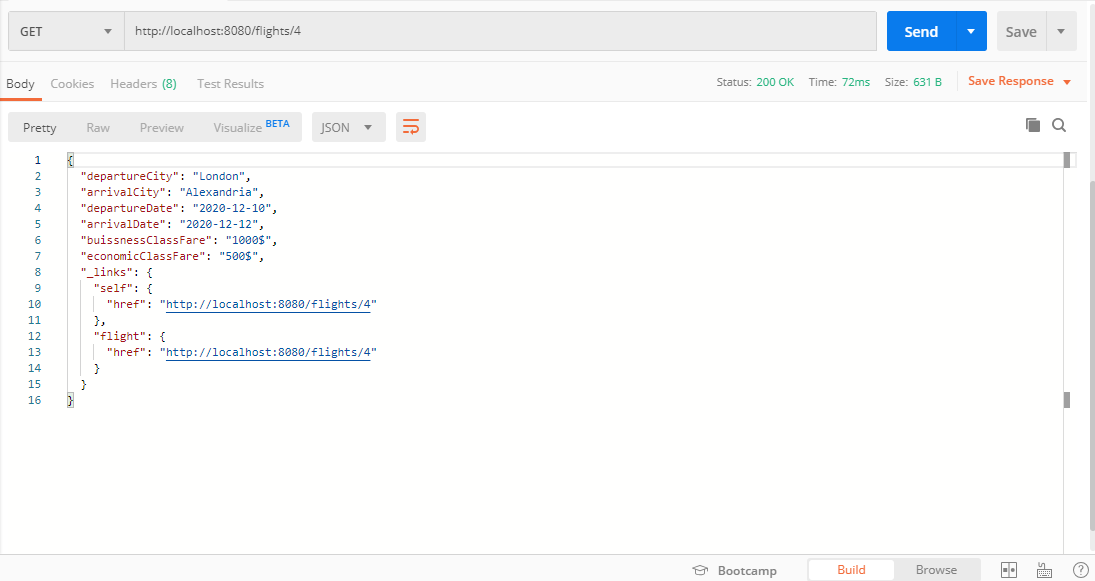 GET http://localhost:8080/flights/4 Send Save
Body Cookies Headers (8) Test Results Status: 200 OK Time: 72ms Size: 631 B Save Response
Pretty Raw Preview Visualize BETA JSON
1 {
2 "departureCity": "London",
3 "arrivalCity": "Alexandria",
4 "departureDate": "2020-12-10",
5 "arrivalDate": "2020-12-12",
6 "buissnessClassFare": "1000$",
7 "economicClassFare": "500$",
8 "_links": {
9 "self": {
10 "href": "http://localhost:8080/flights/4"
11 },
12 "flight": {
13 "href": "http://localhost:8080/flights/4"
14 }
15 }
16 }
Bootcamp Build Browse ?